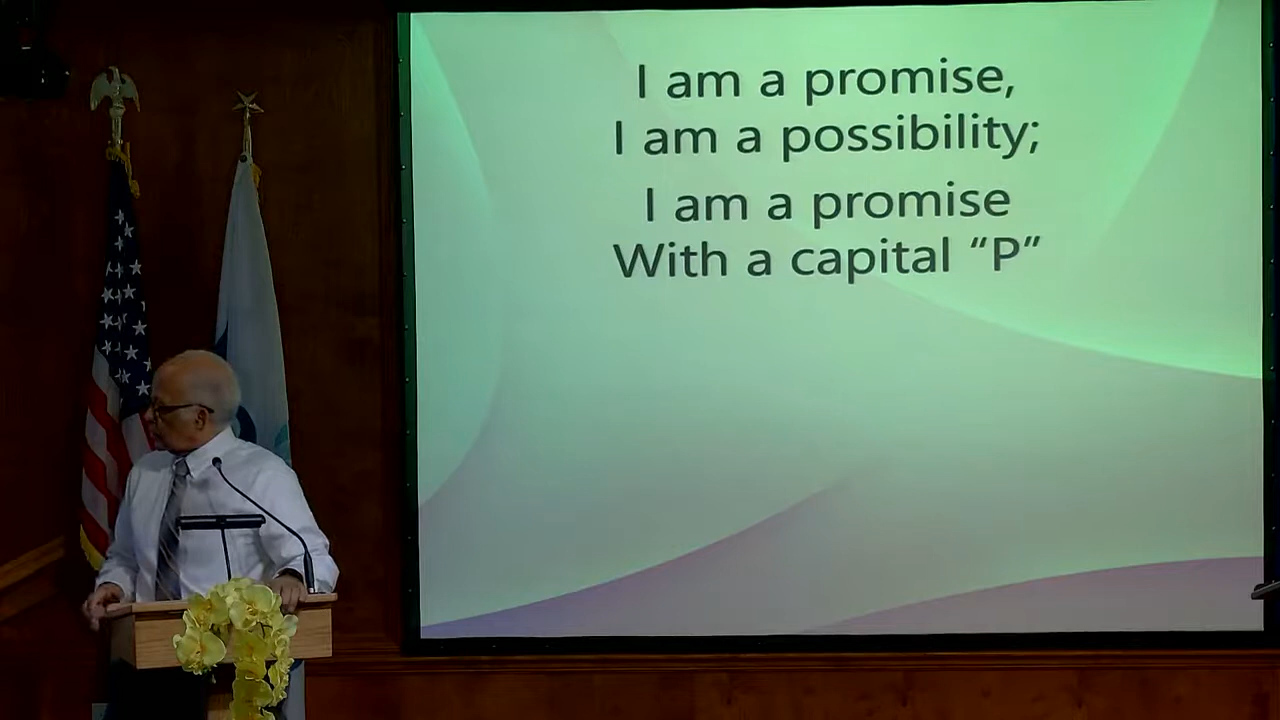 I am a promise,
I am a possibility;
I am a promise
With a capital “P”